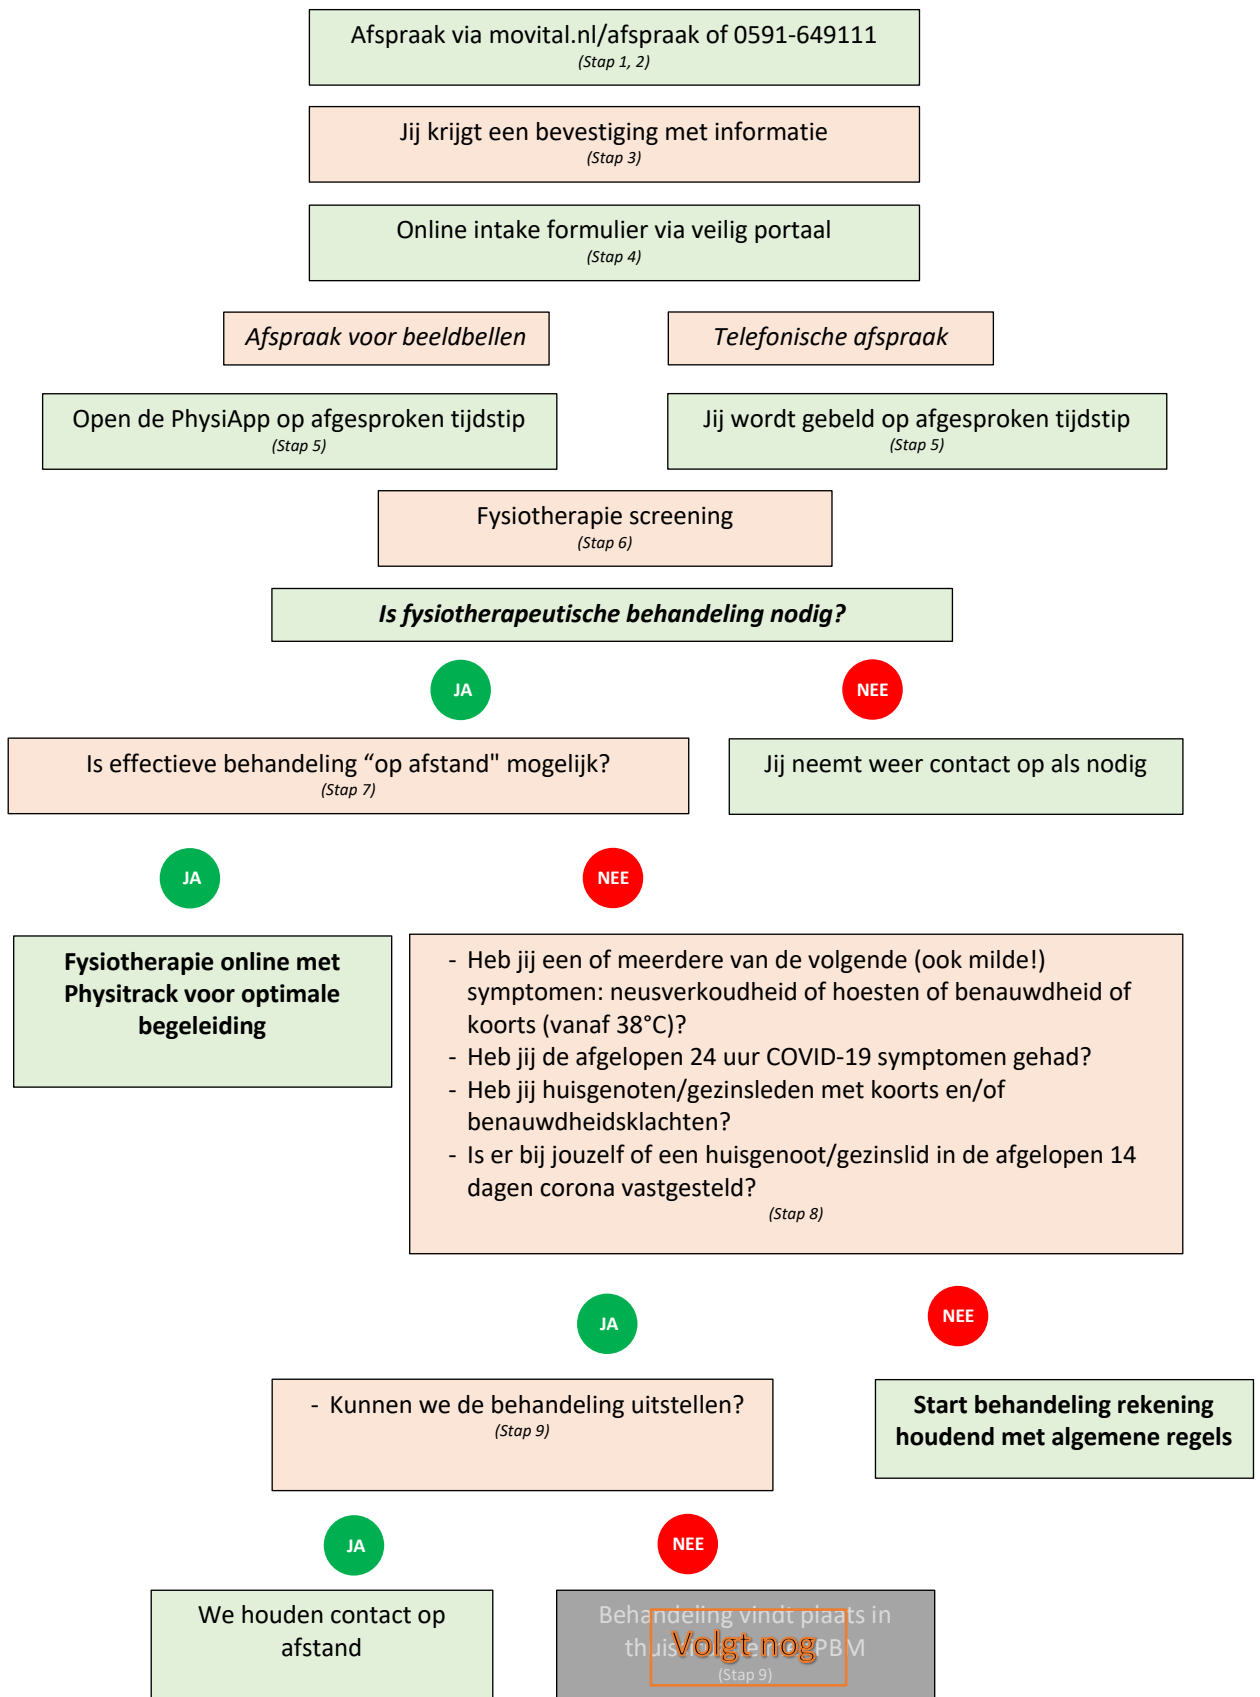 Afspraak via movital.nl/afspraak of 0591-649111
(Stap 1, 2)
Jij krijgt een bevestiging met informatie
(Stap 3)
Online intake formulier via veilig portaal
(Stap 4)
Afspraak voor beeldbellen
Telefonische afspraak
Open de PhysiApp op afgesproken tijdstip
(Stap 5)
Jij wordt gebeld op afgesproken tijdstip
(Stap 5)
Fysiotherapie screening
(Stap 6)
Is fysiotherapeutische behandeling nodig?
JA
NEE
Is effectieve behandeling “op afstand" mogelijk?
(Stap 7)
Jij neemt weer contact op als nodig
JA
NEE
Fysiotherapie online met
Physitrack voor optimale
begeleiding
- Heb jij een of meerdere van de volgende (ook milde!)
symptomen: neusverkoudheid of hoesten of benauwdheid of
koorts (vanaf 38°C)?
- Heb jij de afgelopen 24 uur COVID-19 symptomen gehad?
- Heb jij huisgenoten/gezinsleden met koorts en/of
benauwdheidsklachten?
- Is er bij jouzelf of een huisgenoot/gezinslid in de afgelopen 14
dagen corona vastgesteld?
(Stap 8)
JA
NEE
- Kunnen we de behandeling uitstellen?
(Stap 9)
Start behandeling rekening
houdend met algemene regels
JA
NEE
We houden contact op
afstand
Behandeling vindt plaats in
PBM
Volgt nog
(Stap 9)